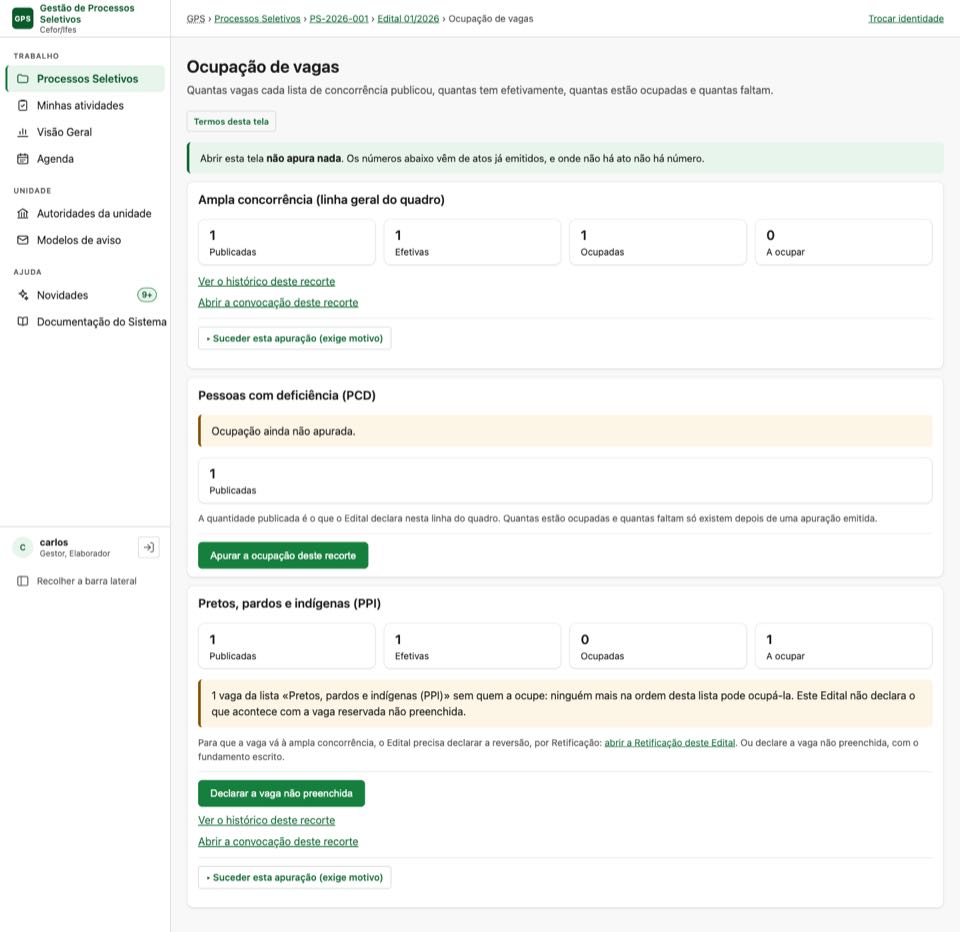 GPS
Gestão de Processos
Seletivos
Cefor/Ifes
GPS › Processos Seletivos › PS-2026-001 › Edital 01/2026 › Ocupação de vagas
Trocar identidade
TRABALHO
Processos Seletivos
Minhas atividades
Visão Geral
Agenda
UNIDADE
Autoridades da unidade
Modelos de aviso
AJUDA
Novidades
9+
Documentação do Sistema
C
carlos
Gestor, Elaborador
Recolher a barra lateral
Ocupação de vagas
Quantas vagas cada lista de concorrência publicou, quantas tem efetivamente, quantas estão ocupadas e quantas faltam.
Termos desta tela
Abrir esta tela não apura nada. Os números abaixo vêm de atos já emitidos, e onde não há ato não há número.
Ampla concorrência (linha geral do quadro)
1
Publicadas
1
Efetivas
1
Ocupadas
0
A ocupar
Ver o histórico deste recorte
Abrir a convocação deste recorte
Suceder esta apuração (exige motivo)
Pessoas com deficiência (PCD)
Ocupação ainda não apurada.
1
Publicadas
A quantidade publicada é o que o Edital declara nesta linha do quadro. Quantas estão ocupadas e quantas faltam só existem depois de uma apuração emitida.
Apurar a ocupação deste recorte
Pretos, pardos e indígenas (PPI)
1
Publicadas
1
Efetivas
0
Ocupadas
1
A ocupar
1 vaga da lista «Pretos, pardos e indígenas (PPI)» sem quem a ocupe: ninguém mais na ordem desta lista pode ocupá-la. Este Edital não declara o
que acontece com a vaga reservada não preenchida.
Para que a vaga vá à ampla concorrência, o Edital precisa declarar a reversão, por Retificação: abrir a Retificação deste Edital. Ou declare a vaga não preenchida, com o
fundamento escrito.
Declarar a vaga não preenchida
Ver o histórico deste recorte
Abrir a convocação deste recorte
Suceder esta apuração (exige motivo)